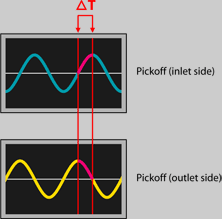 ΔT
Pickoff (inlet side)
Pickoff (outlet side)